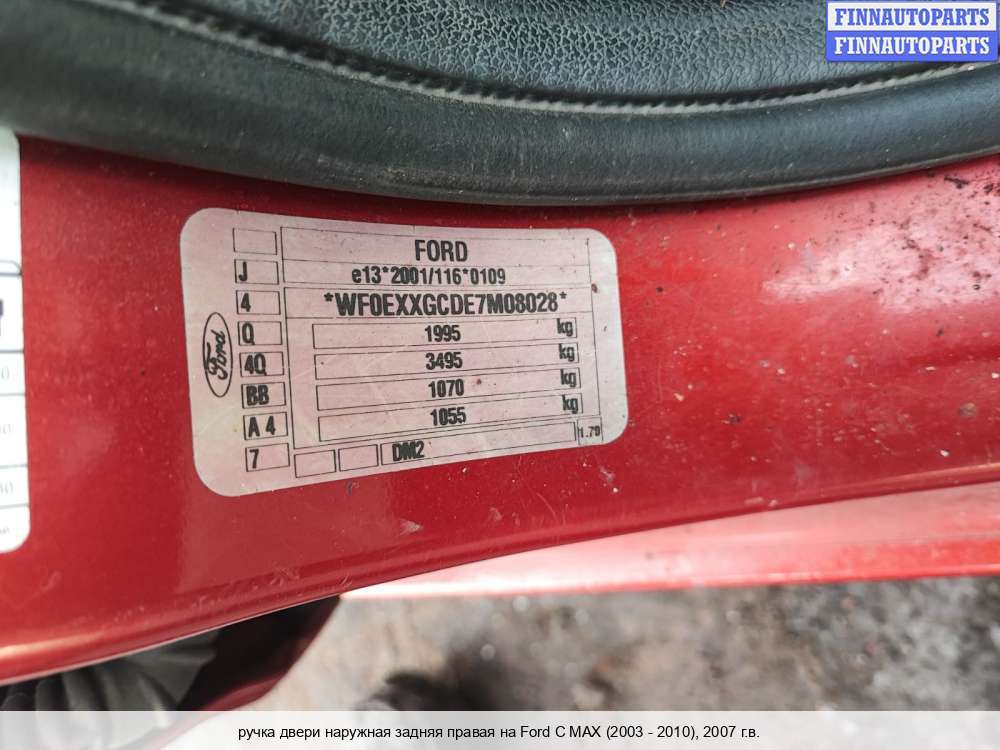 FINNAUTOPARTS
FINNAUTOPARTS
FORD
J e13*2001/116*0109
4 *WF0EXXGCDE7M08028*
Q 1995 kg
4Q 3495 kg
BB 1070 kg
A 4 1055 kg
7 DM2 1.70
Ford
ручка двери наружная задняя правая на Ford C MAX (2003 - 2010), 2007 г.в.